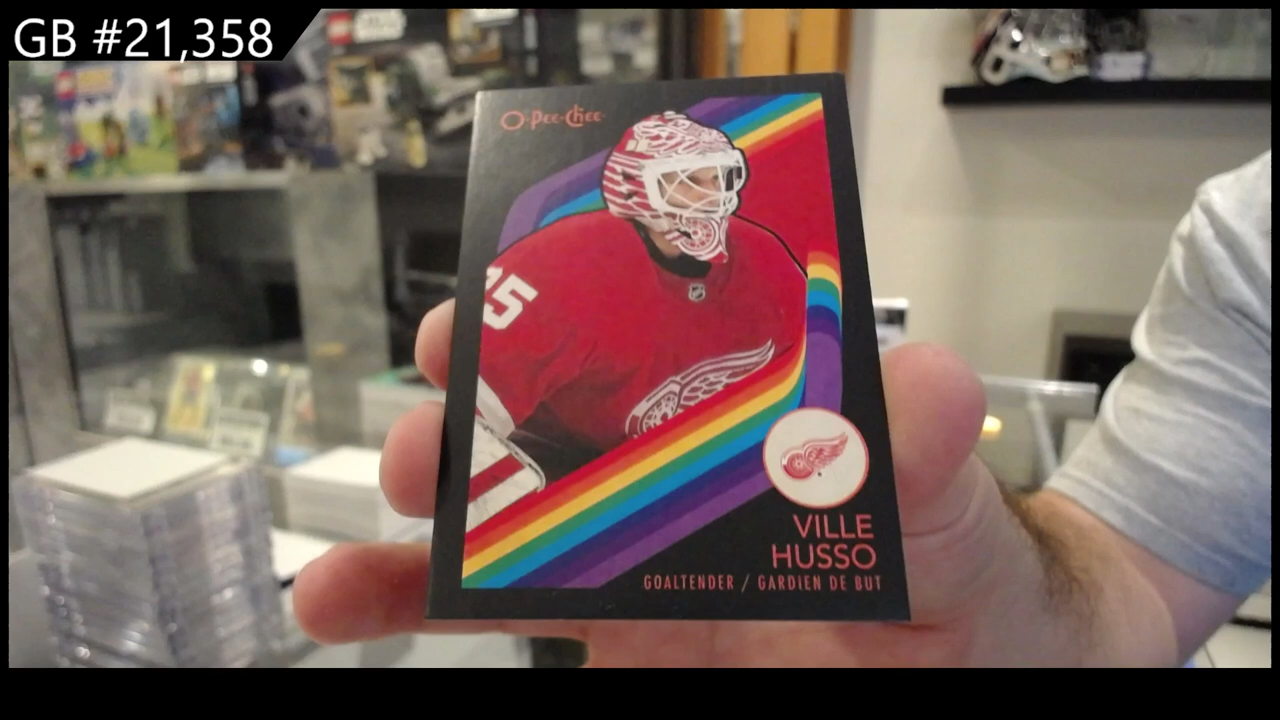 GB #21,358
O-Pee-Chee
35
VILLE
HUSSO
GOALTENDER / GARDIEN DE BUT